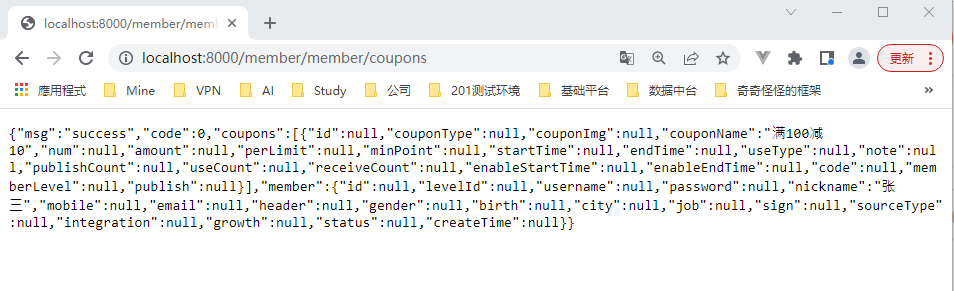 localhost:8000/member/memb
localhost:8000/member/member/coupons
更新
應用程式 Mine VPN AI Study 公司 201测试环境 基础平台 数据中台 奇奇怪怪的框架 »
{"msg":"success","code":0,"coupons":[{"id":null,"couponType":null,"couponImg":null,"couponName":"满100减
10","num":null,"amount":null,"perLimit":null,"minPoint":null,"startTime":null,"endTime":null,"useType":null,"note":nul
l,"publishCount":null,"useCount":null,"receiveCount":null,"enableStartTime":null,"enableEndTime":null,"code":null,"me
mberLevel":null,"publish":null}],"member":{"id":null,"levelId":null,"username":null,"password":null,"nickname":"张
三","mobile":null,"email":null,"header":null,"gender":null,"birth":null,"city":null,"job":null,"sign":null,"sourceType"
:null,"integration":null,"growth":null,"status":null,"createTime":null}}